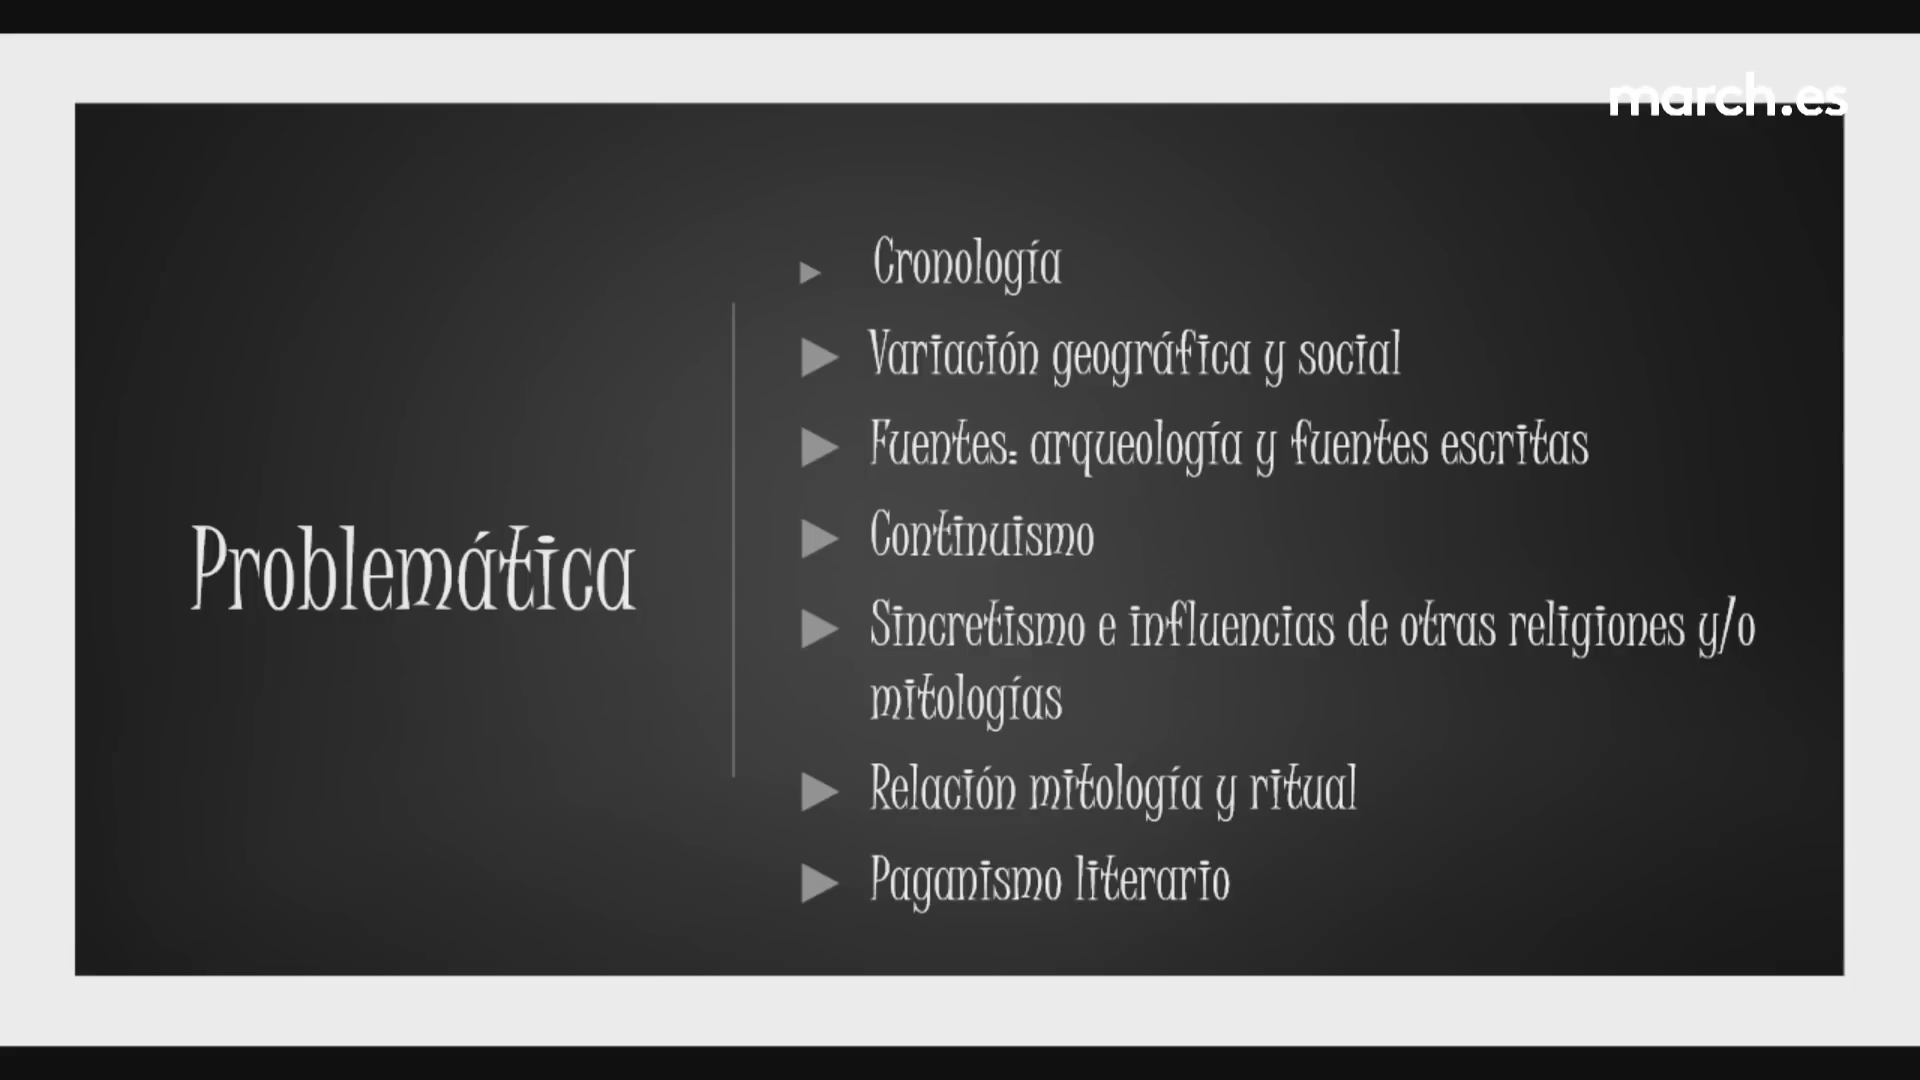 march.es
Cronología
Variación geográfica y social
Fuentes: arqueología y fuentes escritas
Continuismo
Problemática
Sincretismo e influencias de otras religiones y/o
mitologías
Relación mitología y ritual
Paganismo literario